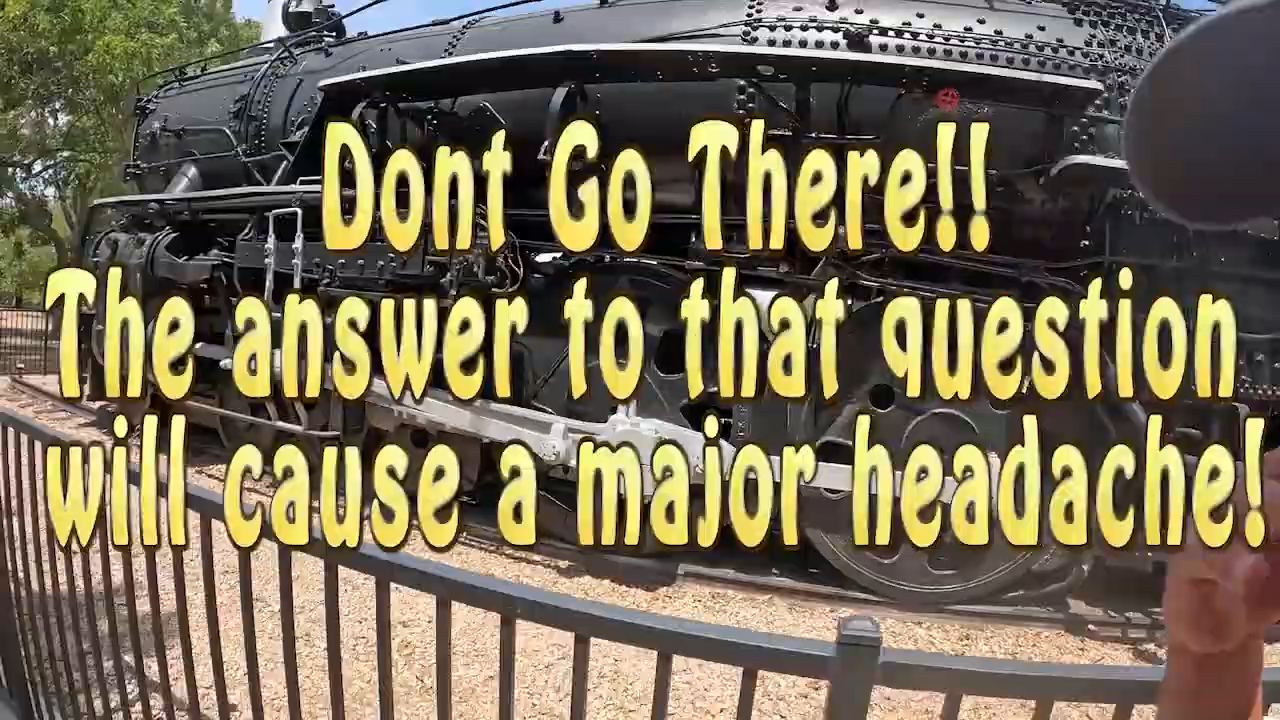 Dont Go There!!
The answer to that question
will cause a major headache!